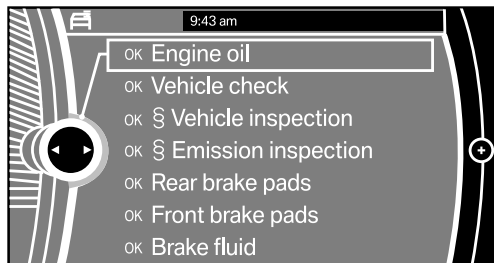 9:43 am
OK Engine oil
OK Vehicle check
OK § Vehicle inspection
OK § Emission inspection
OK Rear brake pads
OK Front brake pads
OK Brake fluid